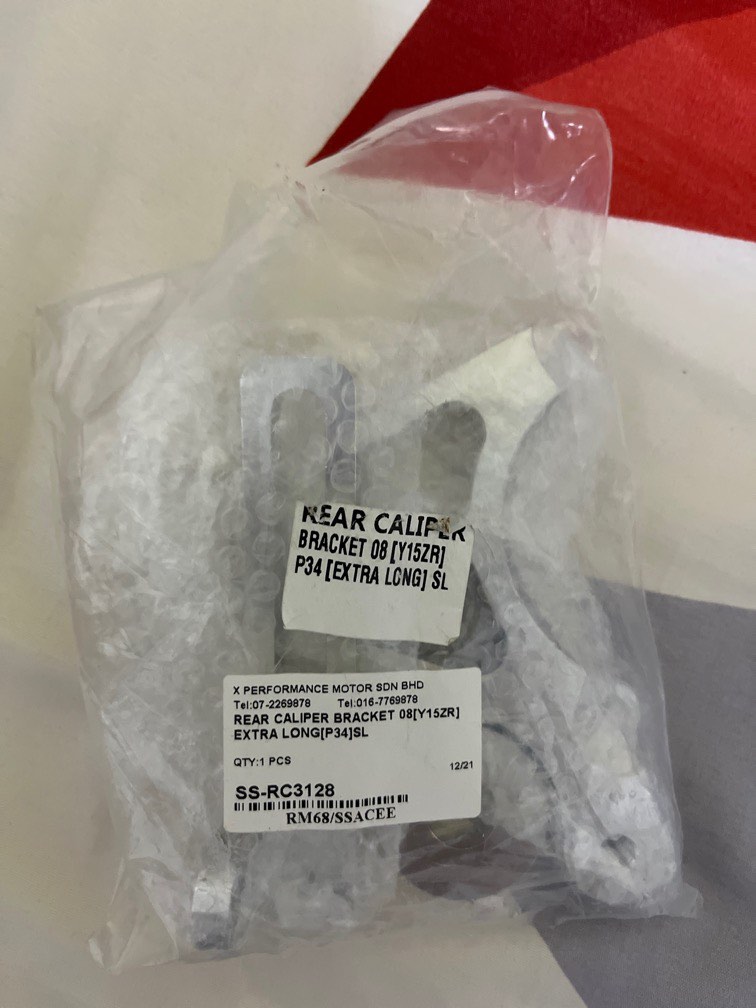 REAR CALIPER
BRACKET 08 [Y15ZR]
P34 [EXTRA LONG] SL
X PERFORMANCE MOTOR SDN BHD
Tel:07-2269878 Tel:016-7769878
REAR CALIPER BRACKET 08[Y15ZR]
EXTRA LONG[P34]SL
QTY:1 PCS
12/21
SS-RC3128
RM68/SSACEE